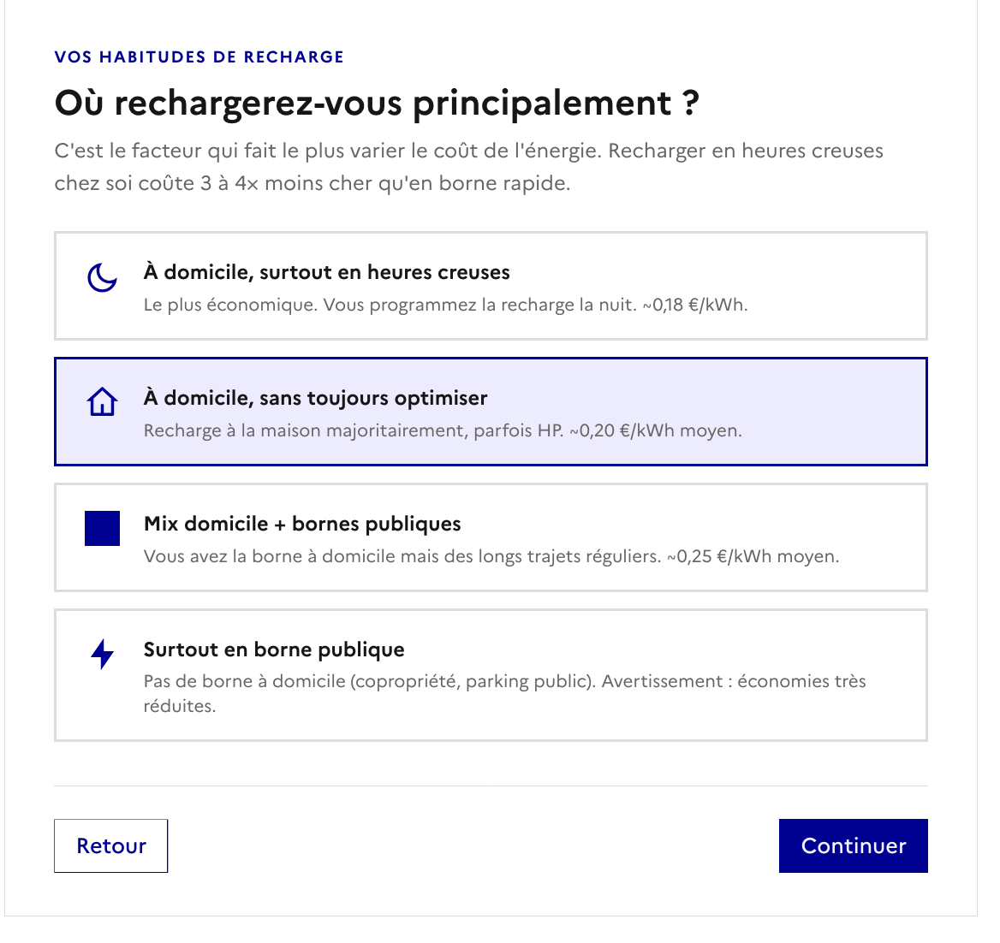 VOS HABITUDES DE RECHARGE
Où rechargerez-vous principalement ?
C'est le facteur qui fait le plus varier le coût de l'énergie. Recharger en heures creuses
chez soi coûte 3 à 4x moins cher qu'en borne rapide.
À domicile, surtout en heures creuses
Le plus économique. Vous programmez la recharge la nuit. ~0,18 €/kWh.
À domicile, sans toujours optimiser
Recharge à la maison majoritairement, parfois HP. ~0,20 €/kWh moyen.
Mix domicile + bornes publiques
Vous avez la borne à domicile mais des longs trajets réguliers. ~0,25 €/kWh moyen.
Surtout en borne publique
Pas de borne à domicile (copropriété, parking public). Avertissement : économies très
réduites.
Retour
Continuer